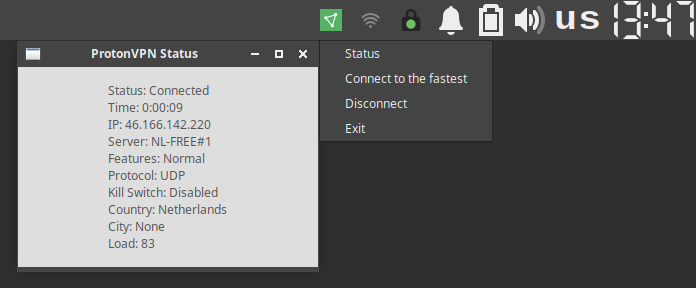 us 13:47
ProtonVPN Status
Status
Connect to the fastest
Disconnect
Exit
Status: Connected
Time: 0:00:09
IP: 46.166.142.220
Server: NL-FREE#1
Features: Normal
Protocol: UDP
Kill Switch: Disabled
Country: Netherlands
City: None
Load: 83